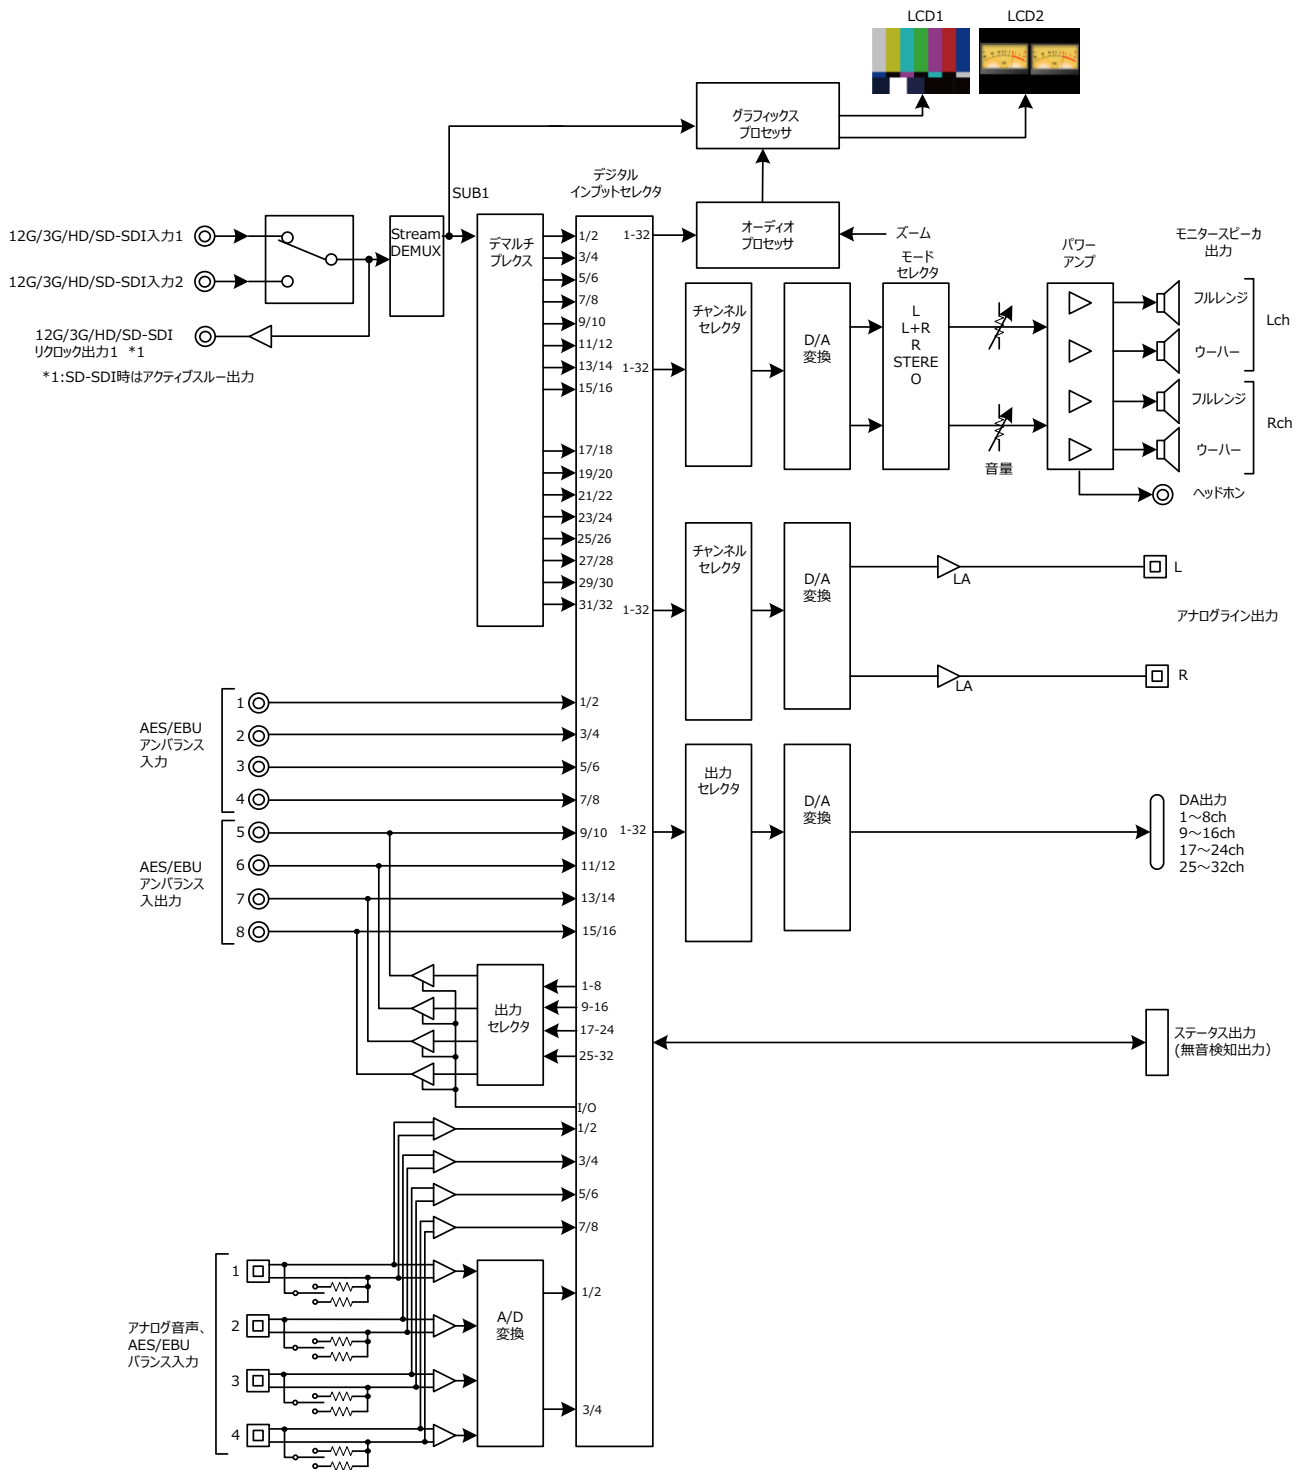 LCD1
LCD2
グラフィックス
プロセッサ
SUB1
デジタル
インプットセレクタ
12G/3G/HD/SD-SDI入力1
12G/3G/HD/SD-SDI入力2
12G/3G/HD/SD-SDI
リクロック出力1 *1
*1:SD-SDI時はアクティブスルー出力
Stream
DEMUX
デマルチ
プレクス
1/2
3/4
5/6
7/8
9/10
11/12
13/14
15/16
17/18
19/20
21/22
23/24
25/26
27/28
29/30
31/32
1-32
オーディオ
プロセッサ
ズーム
1-32
チャンネル
セレクタ
D/A
変換
モード
セレクタ
L
L+R
R
STERE
O
音量
パワー
アンプ
モニタースピーカ
出力
フルレンジ
ウーハー
Lch
フルレンジ
ウーハー
Rch
ヘッドホン
1-32
チャンネル
セレクタ
D/A
変換
LA
L
アナログライン出力
LA
R
AES/EBU
アンバランス
入力
1
2
3
4
1/2
3/4
5/6
7/8
AES/EBU
アンバランス
入出力
5
6
7
8
9/10
11/12
13/14
15/16
1-32
出力
セレクタ
D/A
変換
DA出力
1～8ch
9～16ch
17～24ch
25～32ch
出力
セレクタ
1-8
9-16
17-24
25-32
I/O
ステータス出力
(無音検知出力)
1/2
3/4
5/6
7/8
アナログ音声、
AES/EBU
バランス入力
1
2
3
4
A/D
変換
1/2
3/4